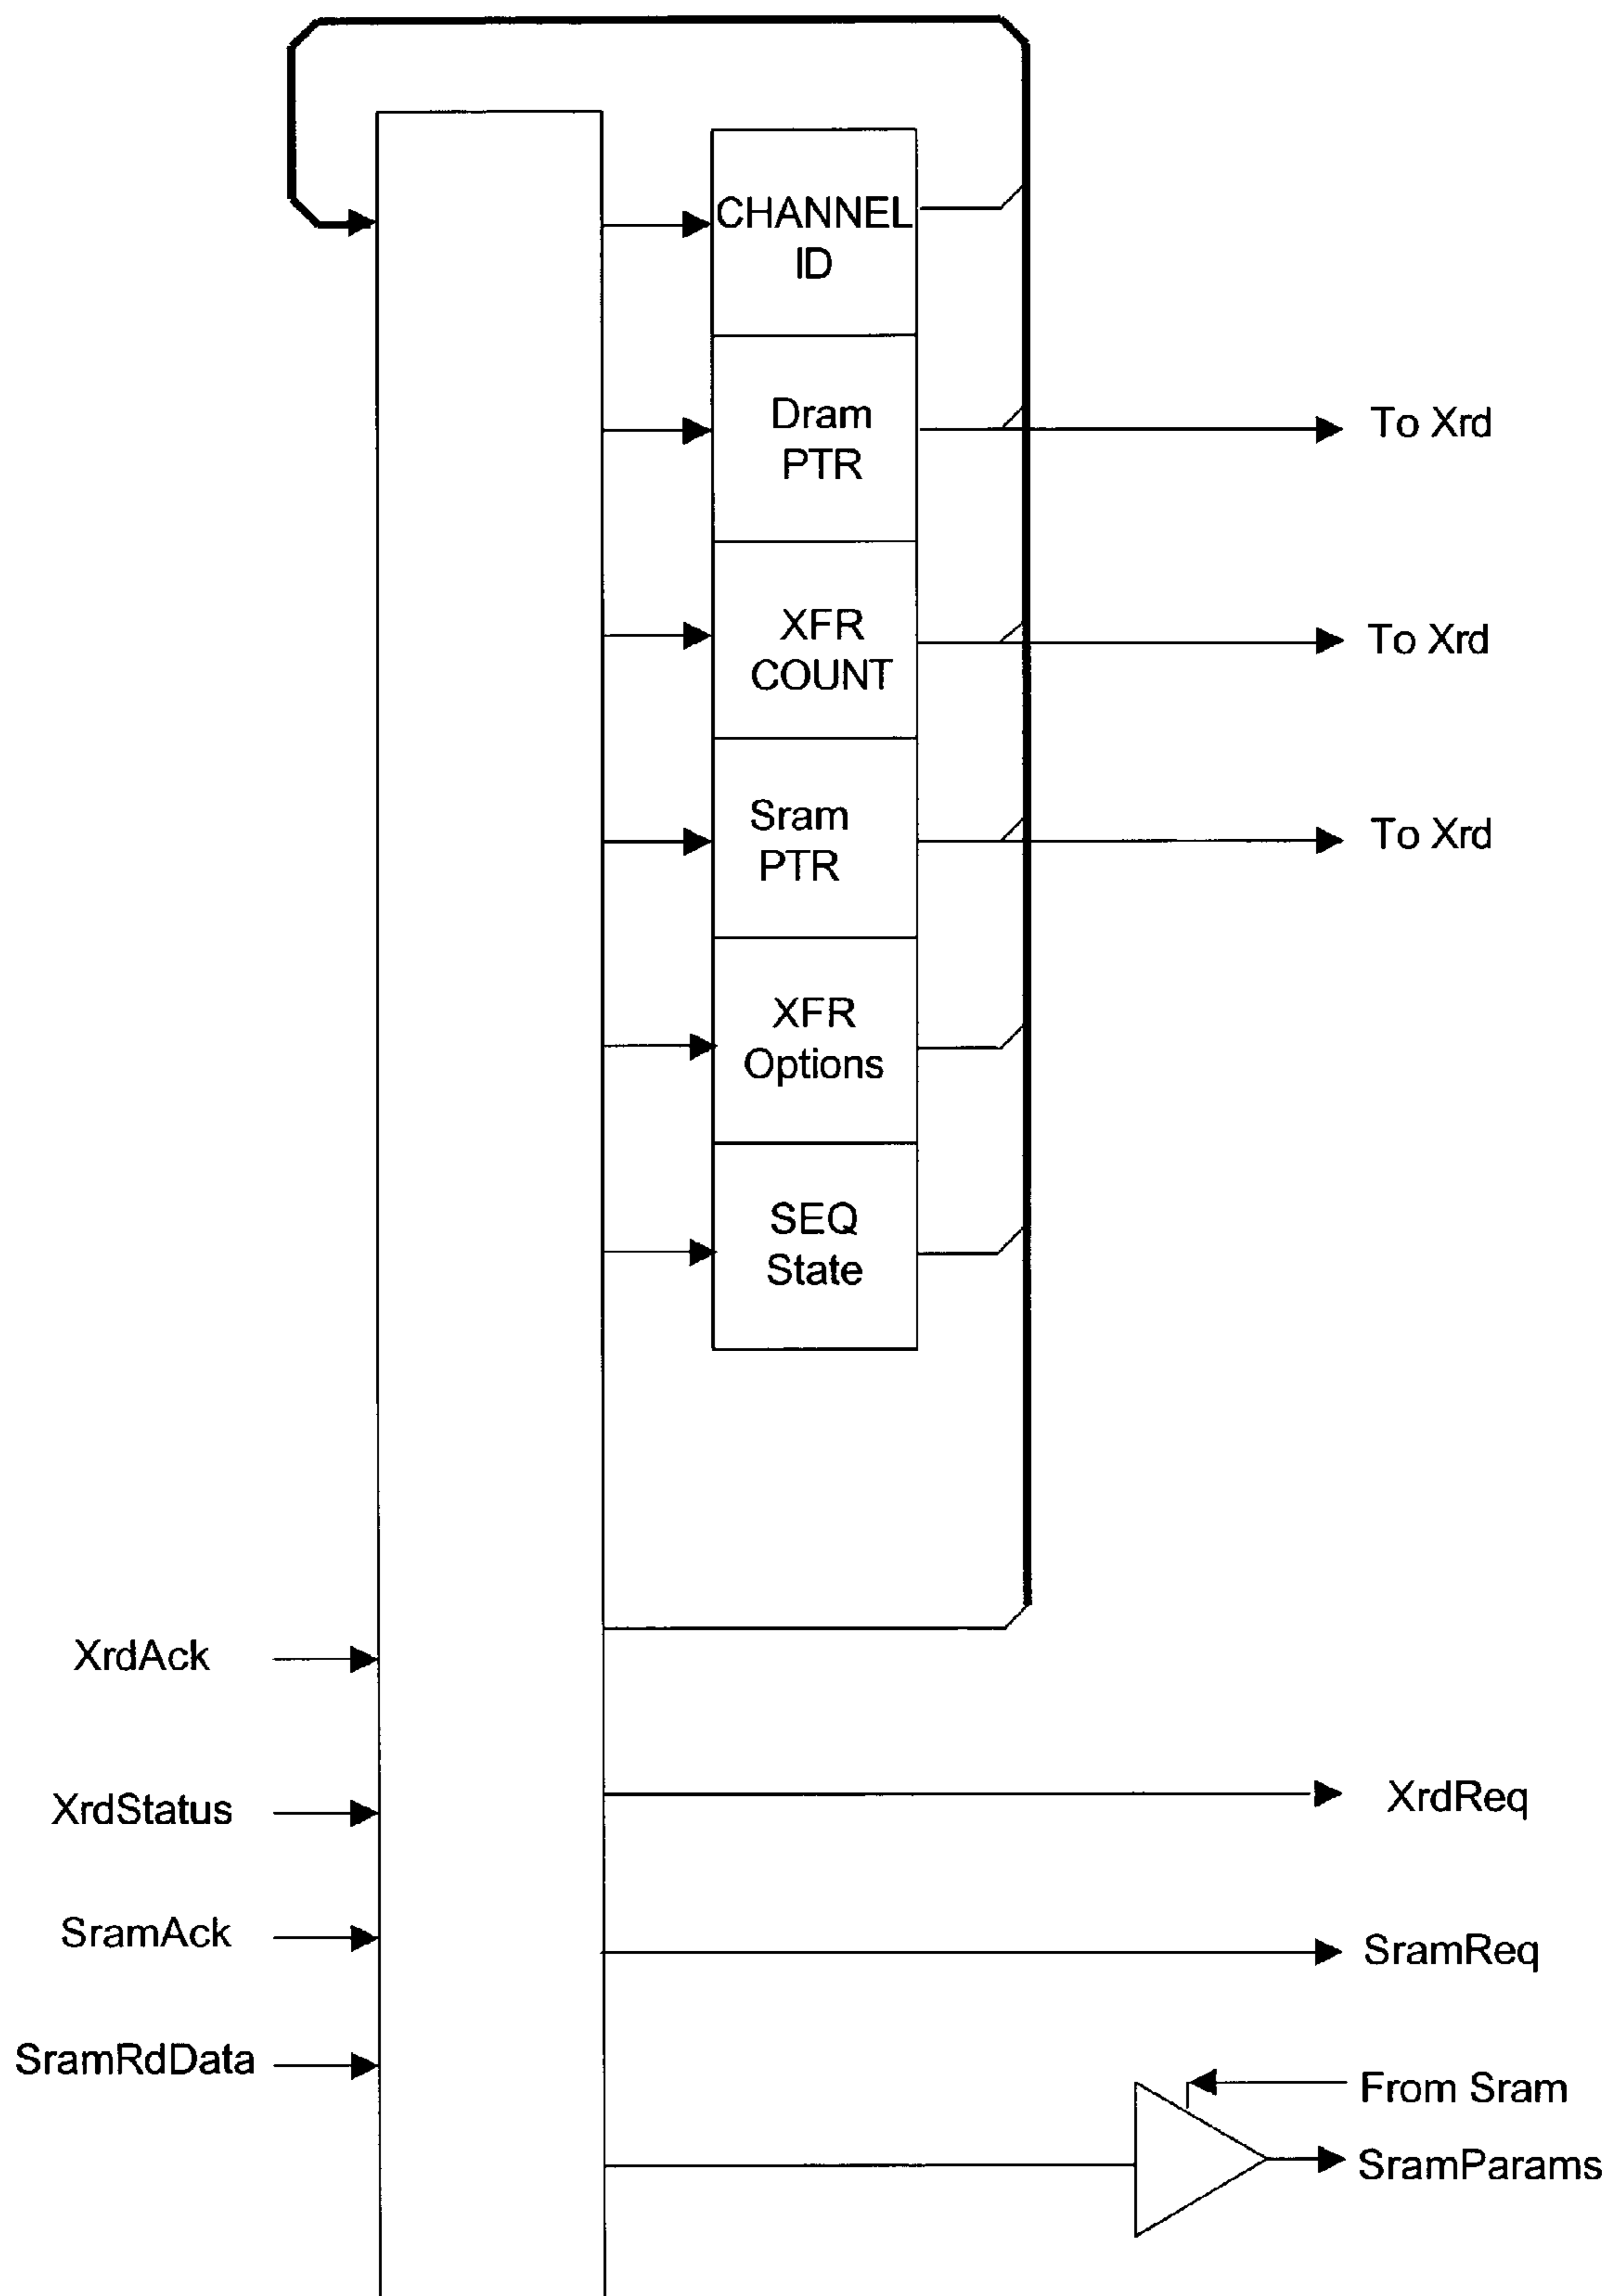 CHANNEL
ID
Dram
PTR
To Xrd
XFR
COUNT
To Xrd
Sram
PTR
To Xrd
XFR
Options
SEQ
State
XrdAck
XrdStatus
XrdReq
SramAck
SramReq
SramRdData
From Sram
SramParams